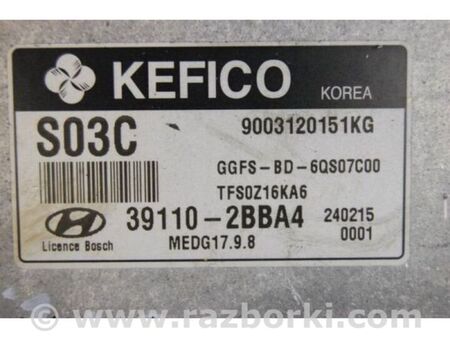 KEFICO KOREA
S03C 9003120151KG
GGFS-BD-6QS07C00
TFS0Z16KA6
39110-2BBA4 240215
Licence Bosch MEDG17.9.8 0001
© www.razborki.com